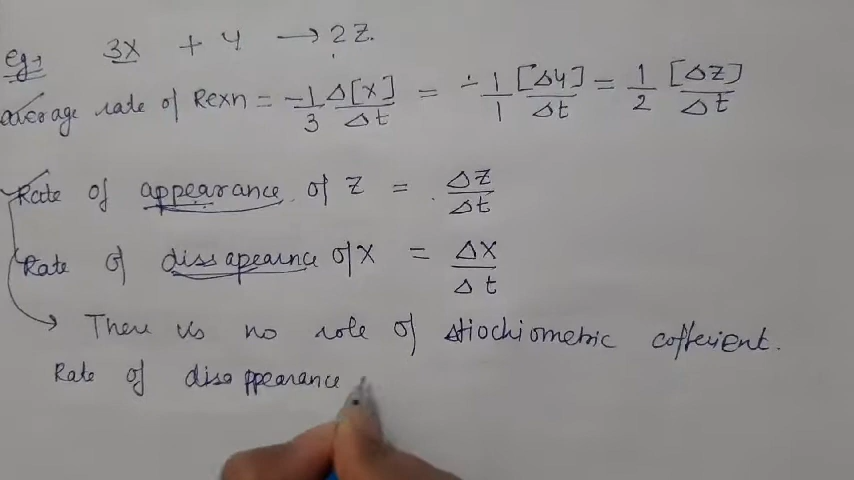 eg:- 3X + Y → 2Z.
average rate of Rexn = -1/3 Δ[X]/Δt = -1/1 [ΔY]/Δt = 1/2 [ΔZ]/Δt
Rate of appearance of Z = ΔZ/Δt
Rate of dissapearnce of X = ΔX/Δt
→ There is no role of stiochiometric cofferient.
Rate of disappearance